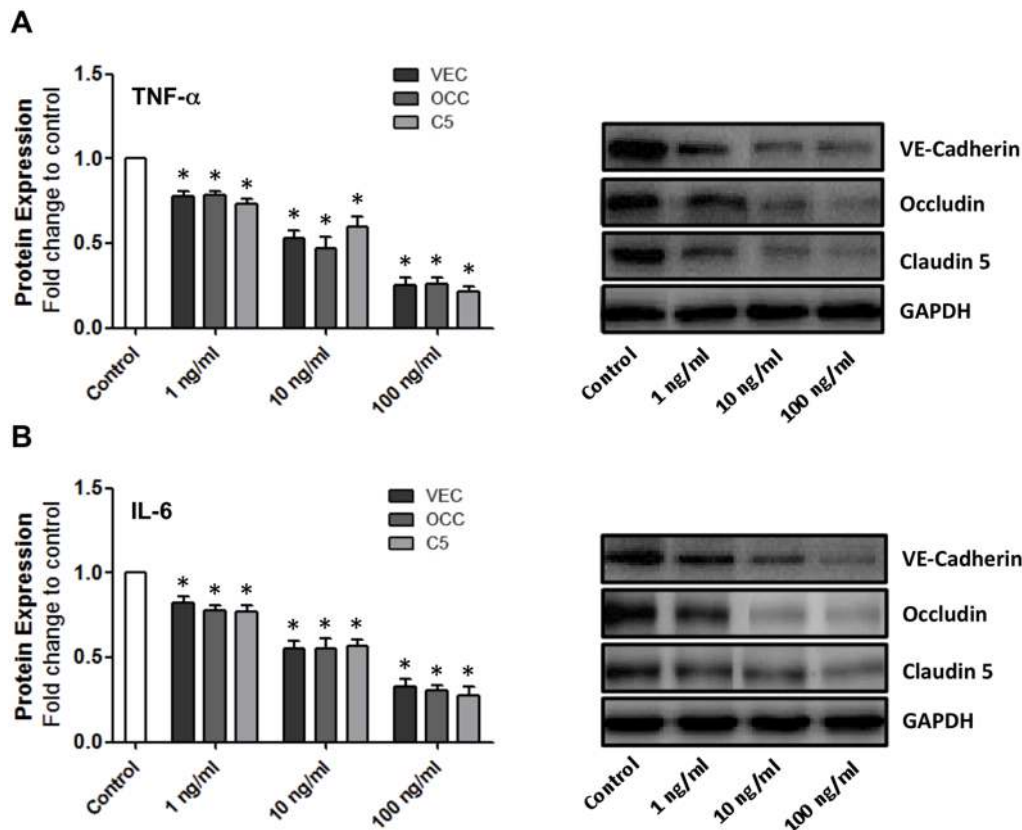 A
Protein Expression
Fold change to control
1.5
1.0
0.5
0.0
TNF-α
VEC
OCC
C5
* * *
* * *
* * *
Control
1 ng/ml
10 ng/ml
100 ng/ml
VE-Cadherin
Occludin
Claudin 5
GAPDH
Control
1 ng/ml
10 ng/ml
100 ng/ml
B
Protein Expression
Fold change to control
1.5
1.0
0.5
0.0
IL-6
VEC
OCC
C5
* * *
* * *
* * *
Control
1 ng/ml
10 ng/ml
100 ng/ml
VE-Cadherin
Occludin
Claudin 5
GAPDH
Control
1 ng/ml
10 ng/ml
100 ng/ml